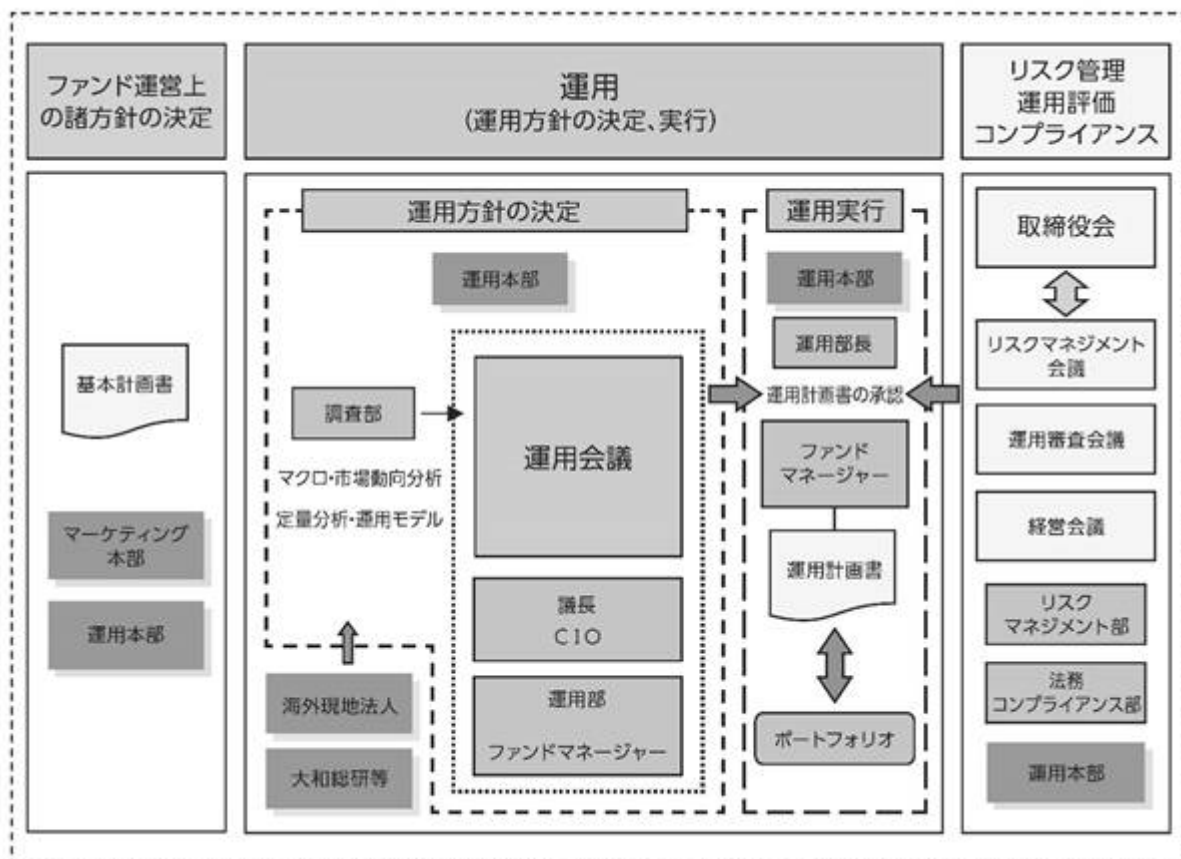 ファンド運営上
の諸方針の決定
運用
(運用方針の決定、実行)
リスク管理
運用評価
コンプライアンス
基本計画書
マーケティング
本部
運用本部
運用方針の決定
運用本部
調査部
マクロ・市場動向分析
定量分析・運用モデル
運用会議
議長
CIO
運用部
ファンドマネージャー
海外現地法人
大和総研等
運用実行
運用本部
運用部長
運用計画書の承認
ファンド
マネージャー
運用計画書
ポートフォリオ
取締役会
リスクマネジメント
会議
運用審査会議
経営会議
リスク
マネジメント部
法務
コンプライアンス部
運用本部